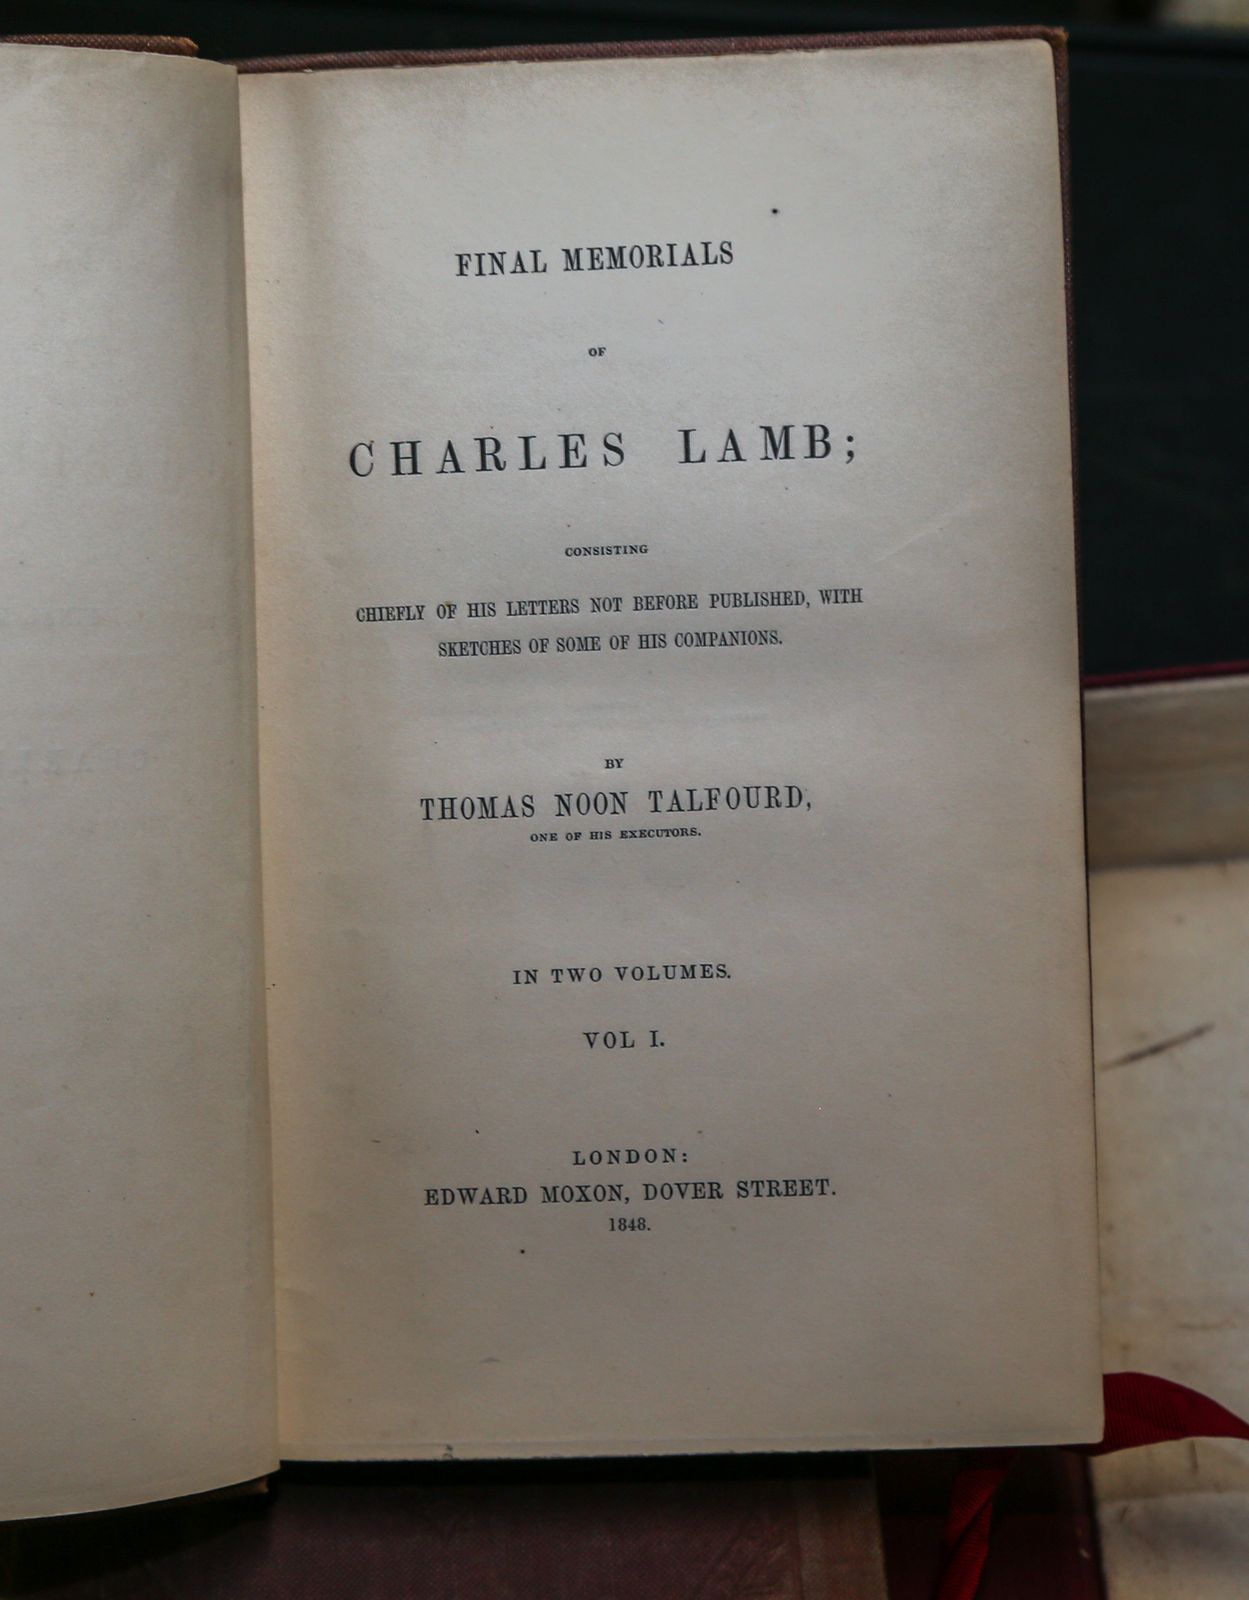 FINAL MEMORIALS
OF
CHARLES LAMB;
CONSISTING
CHIEFLY OF HIS LETTERS NOT BEFORE PUBLISHED, WITH
SKETCHES OF SOME OF HIS COMPANIONS.
BY
THOMAS NOON TALFOURD,
ONE OF HIS EXECUTORS.
IN TWO VOLUMES.
VOL I.
LONDON:
EDWARD MOXON, DOVER STREET.
1848.